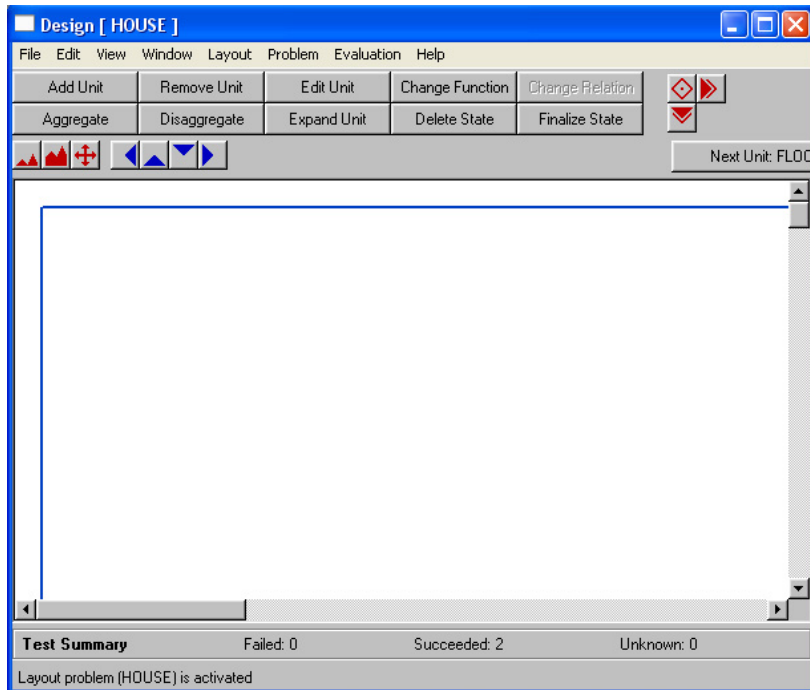 Design [ HOUSE ]
File Edit View Window Layout Problem Evaluation Help
Add Unit Remove Unit Edit Unit Change Function Change Relation
Aggregate Disaggregate Expand Unit Delete State Finalize State
Next Unit: FLOO
Test Summary Failed: 0 Succeeded: 2 Unknown: 0
Layout problem (HOUSE) is activated